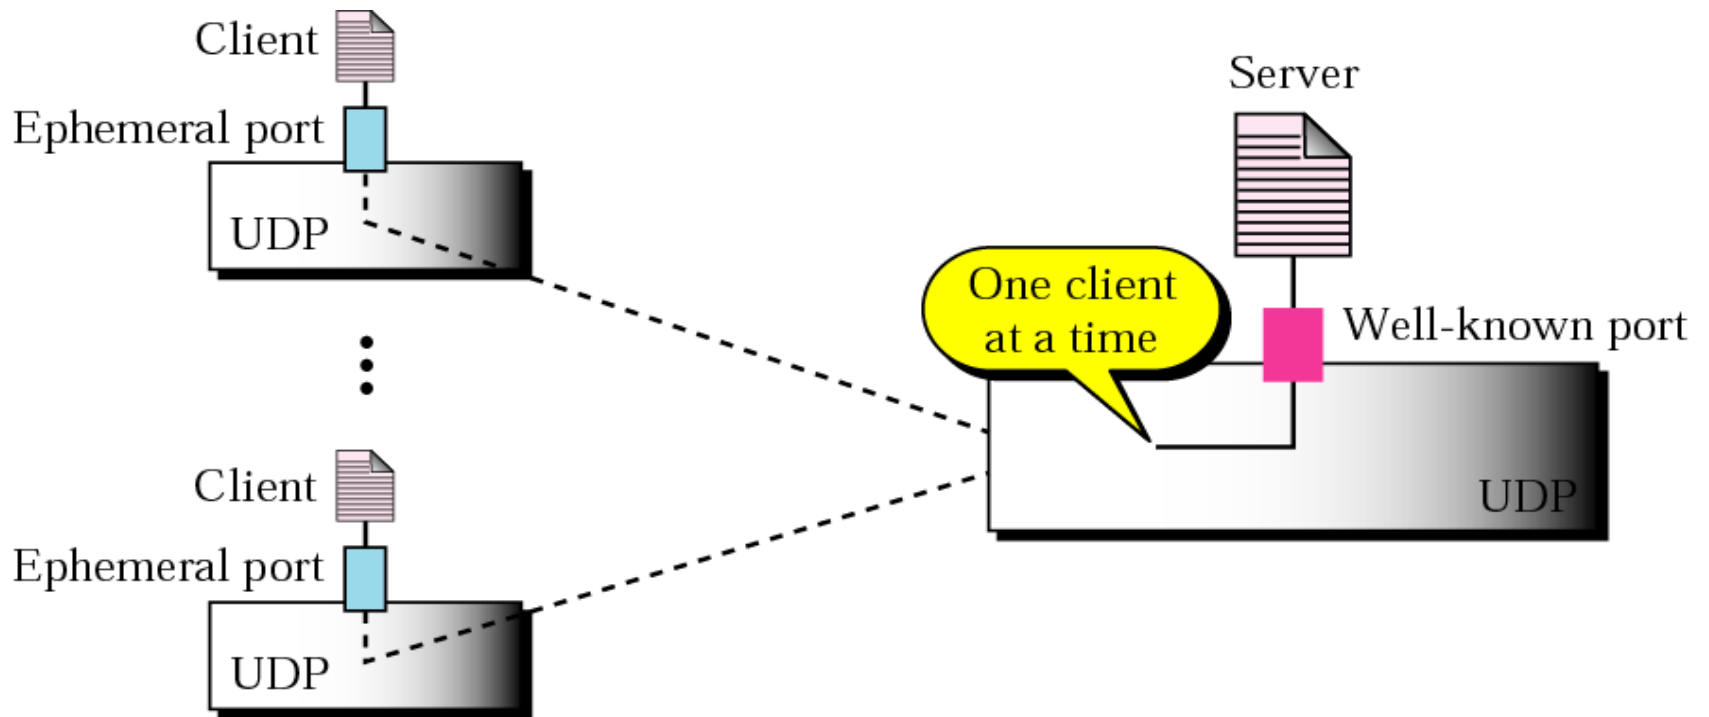 Client
Ephemeral port
UDP
Client
Ephemeral port
UDP
Server
One client
at a time
Well-known port
UDP